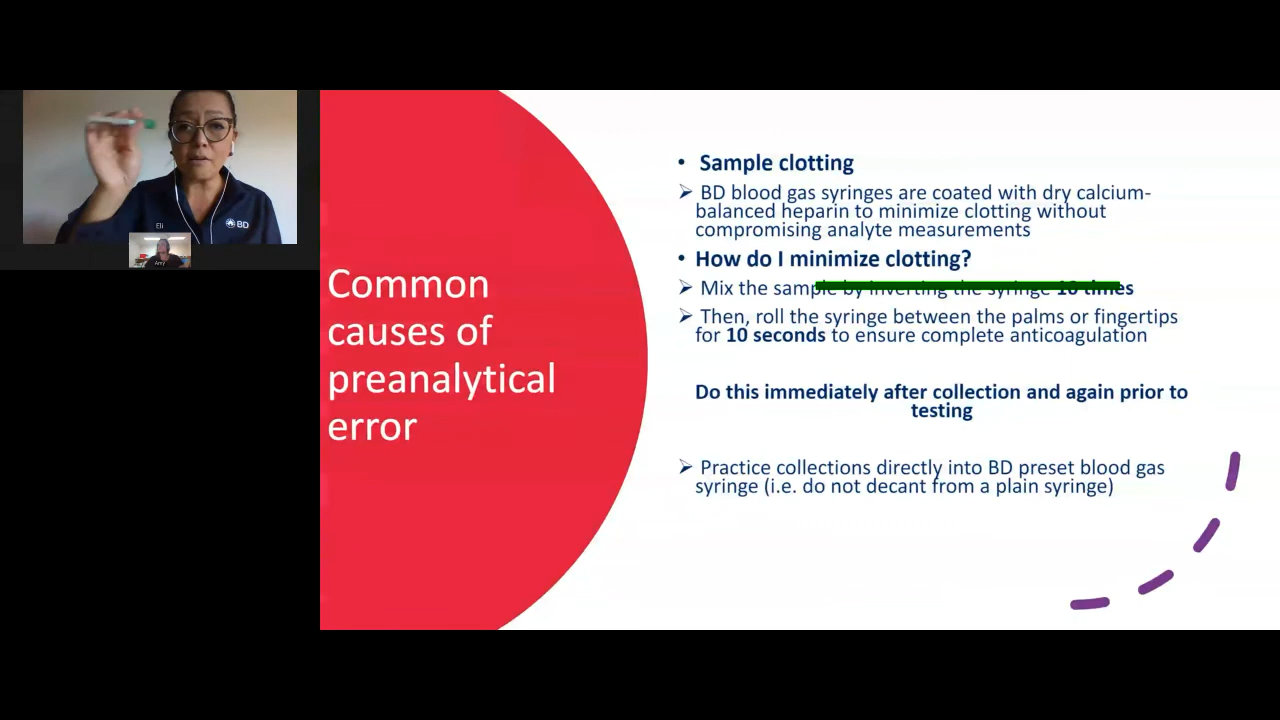 Eli
BD
Amy
Common
causes of
preanalytical
error
• Sample clotting
➢ BD blood gas syringes are coated with dry calcium-
balanced heparin to minimize clotting without
compromising analyte measurements
• How do I minimize clotting?
➢ Mix the sample by inverting the syringe 10 times
➢ Then, roll the syringe between the palms or fingertips
for 10 seconds to ensure complete anticoagulation
Do this immediately after collection and again prior to
testing
➢ Practice collections directly into BD preset blood gas
syringe (i.e. do not decant from a plain syringe)